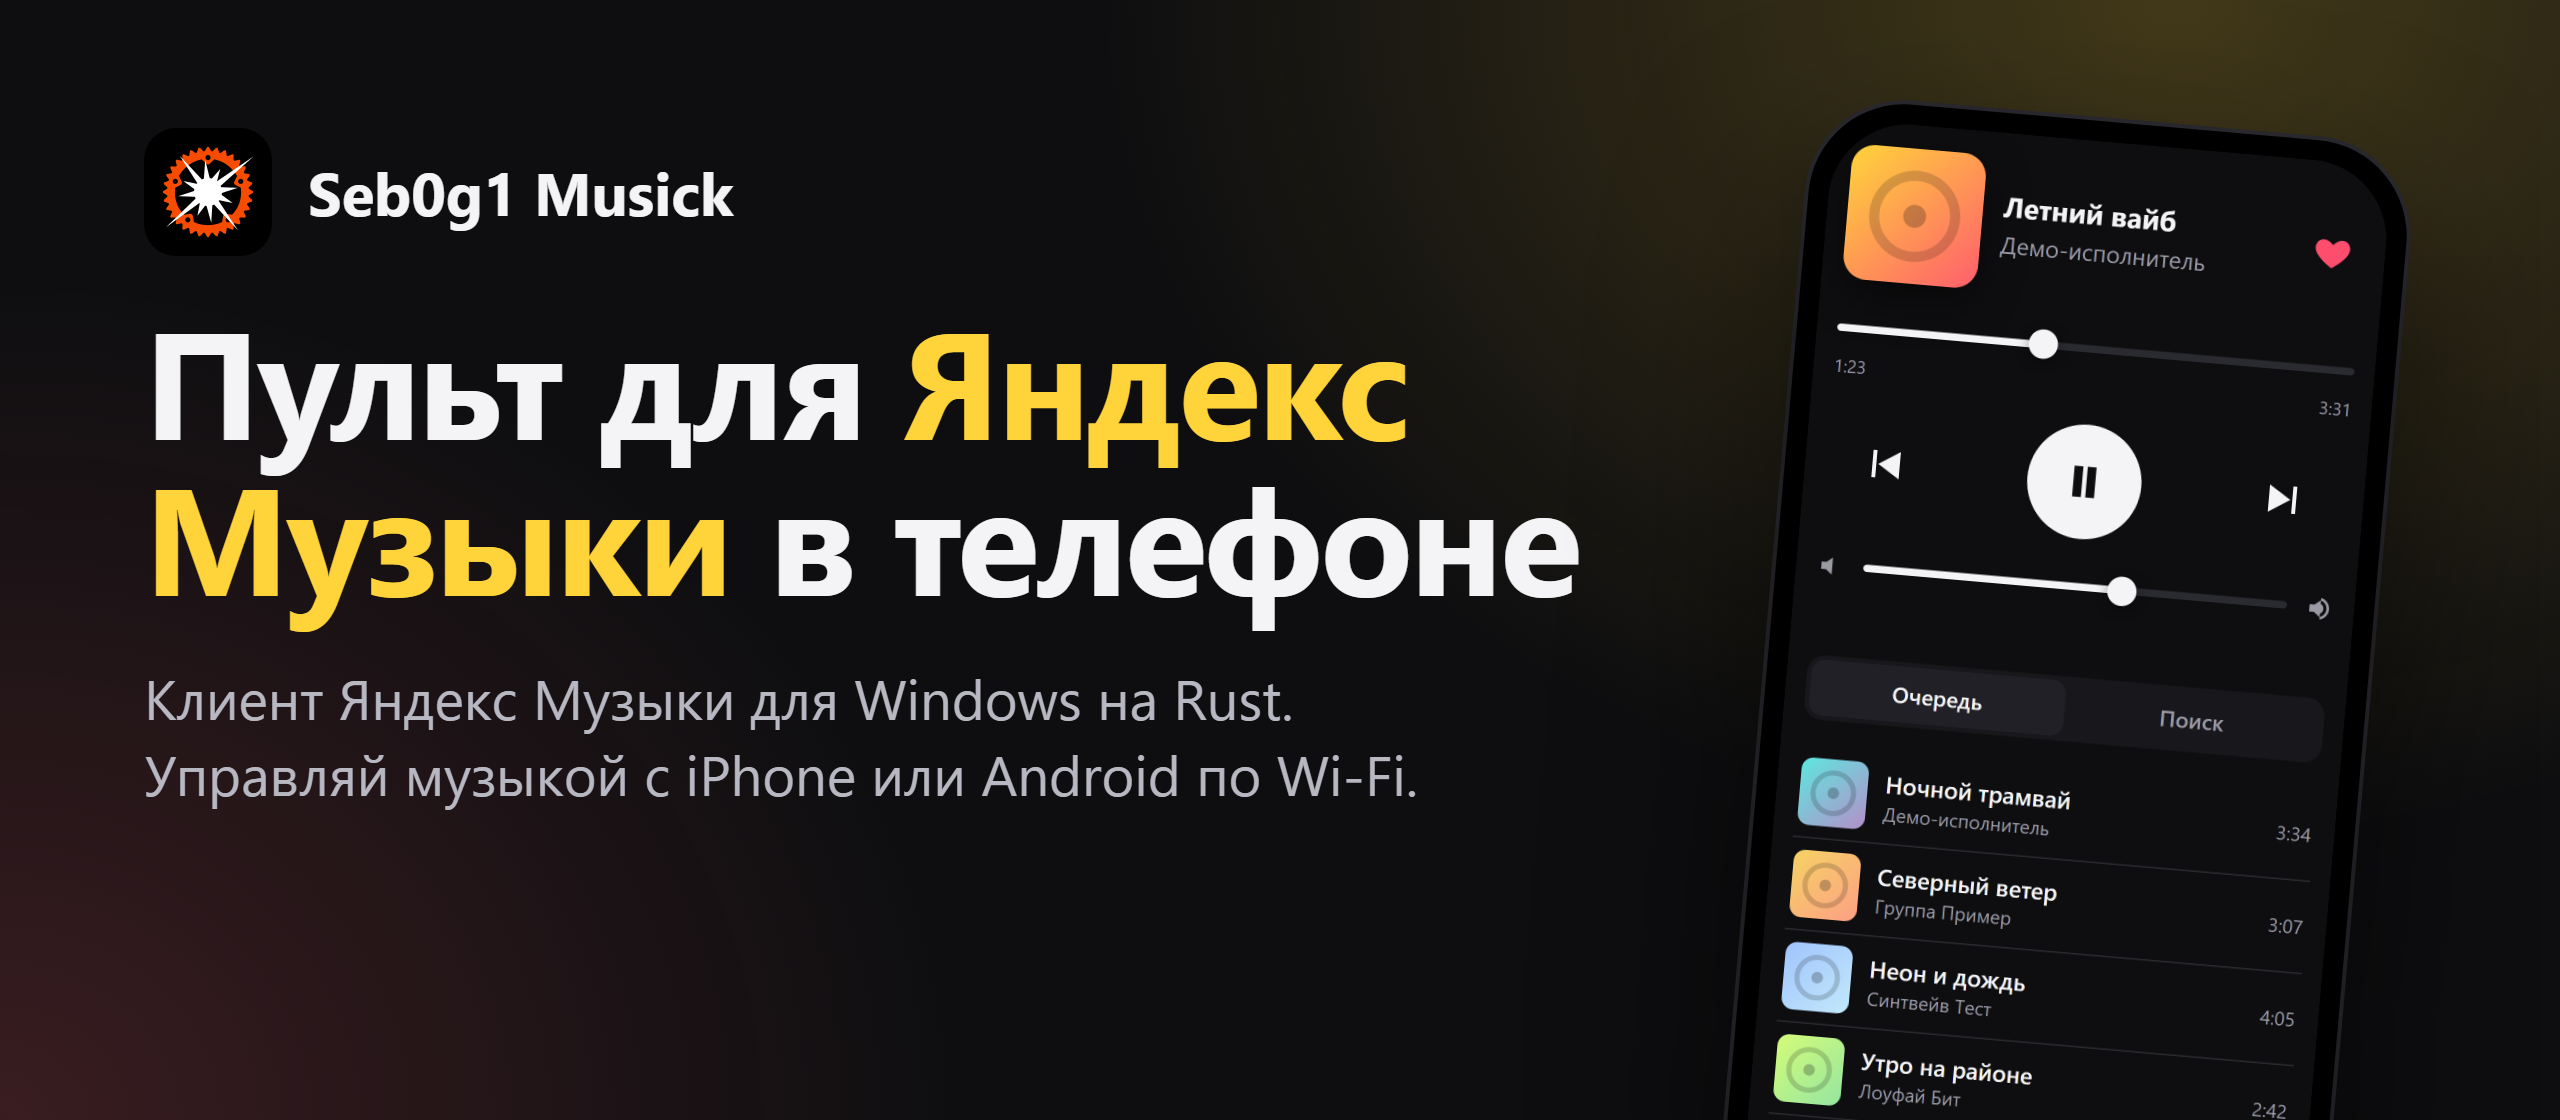 Seb0g1 Musick
Пульт для Яндекс
Музыки в телефоне
Клиент Яндекс Музыки для Windows на Rust.
Управляй музыкой с iPhone или Android по Wi-Fi.
Летний вайб
Демо-исполнитель
1:23
3:31
Очередь
Поиск
Ночной трамвай
Демо-исполнитель
3:34
Северный ветер
Группа Пример
3:07
Неон и дождь
Синтвейв Тест
4:05
Утро на районе
Лоуфай Бит
2:42